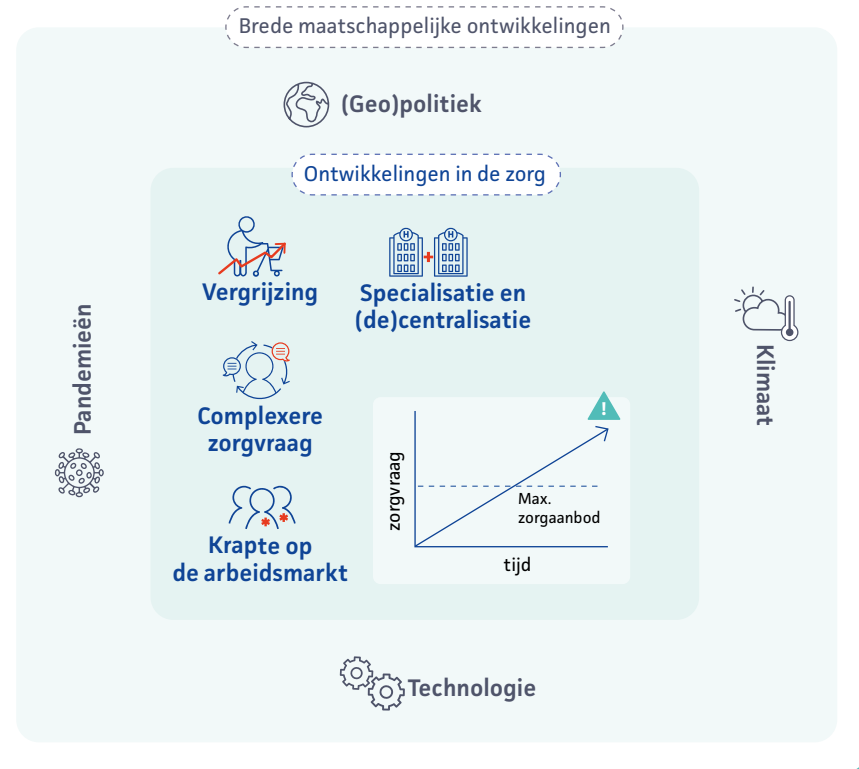 Brede maatschappelijke ontwikkelingen
(Geo)politiek
Ontwikkelingen in de zorg
Vergrijzing
Specialisatie en
(de)centralisatie
Pandemieën
Klimaat
Complexere
zorgvraag
!
zorgvraag
Max.
zorgaanbod
tijd
Krapte op
de arbeidsmarkt
Technologie
H
H